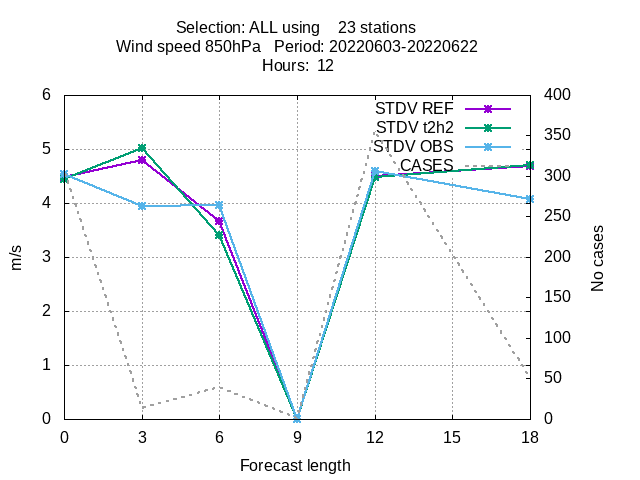 Selection: ALL using    23 stations
Wind speed 850hPa   Period: 20220603-20220622
Hours:  12
STDV REF
STDV t2h2
STDV OBS
CASES
6
5
4
3
2
1
0
m/s
400
350
300
250
200
150
100
50
0
No cases
0 3 6 9 12 15 18
Forecast length